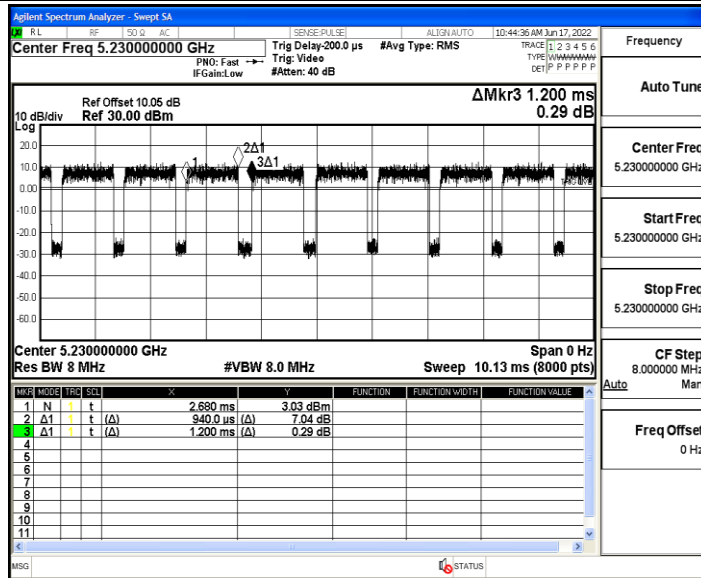 Agilent Spectrum Analyzer - Swept SA
RL RF 50 Ω AC SENSE:PULSE ALIGN AUTO 10:44:36 AM Jun 17, 2022
Center Freq 5.230000000 GHz
PNO: Fast
IFGain:Low
Trig Delay-200.0 µs
Trig: Video
#Atten: 40 dB
#Avg Type: RMS
TRACE 1 2 3 4 5 6
TYPE WWWWWW
DET P P P P P P
Ref Offset 10.05 dB
10 dB/div Ref 30.00 dBm
Log
ΔMkr3 1.200 ms
0.29 dB
20.0
10.0
0.00
-10.0
-20.0
-30.0
-40.0
-50.0
-60.0
1
2Δ1
3Δ1
Center 5.230000000 GHz Span 0 Hz
Res BW 8 MHz #VBW 8.0 MHz Sweep 10.13 ms (8000 pts)
MKR MODE TRC SCL X Y FUNCTION FUNCTION WIDTH FUNCTION VALUE
1 N 1 t 2.680 ms 3.03 dBm
2 Δ1 1 t (Δ) 940.0 µs (Δ) 7.04 dB
3 Δ1 1 t (Δ) 1.200 ms (Δ) 0.29 dB
4
5
6
7
8
9
10
11
MSG STATUS
Frequency
Auto Tune
Center Freq
5.230000000 GHz
Start Freq
5.230000000 GHz
Stop Freq
5.230000000 GHz
CF Step
8.000000 MHz
Auto Man
Freq Offset
0 Hz